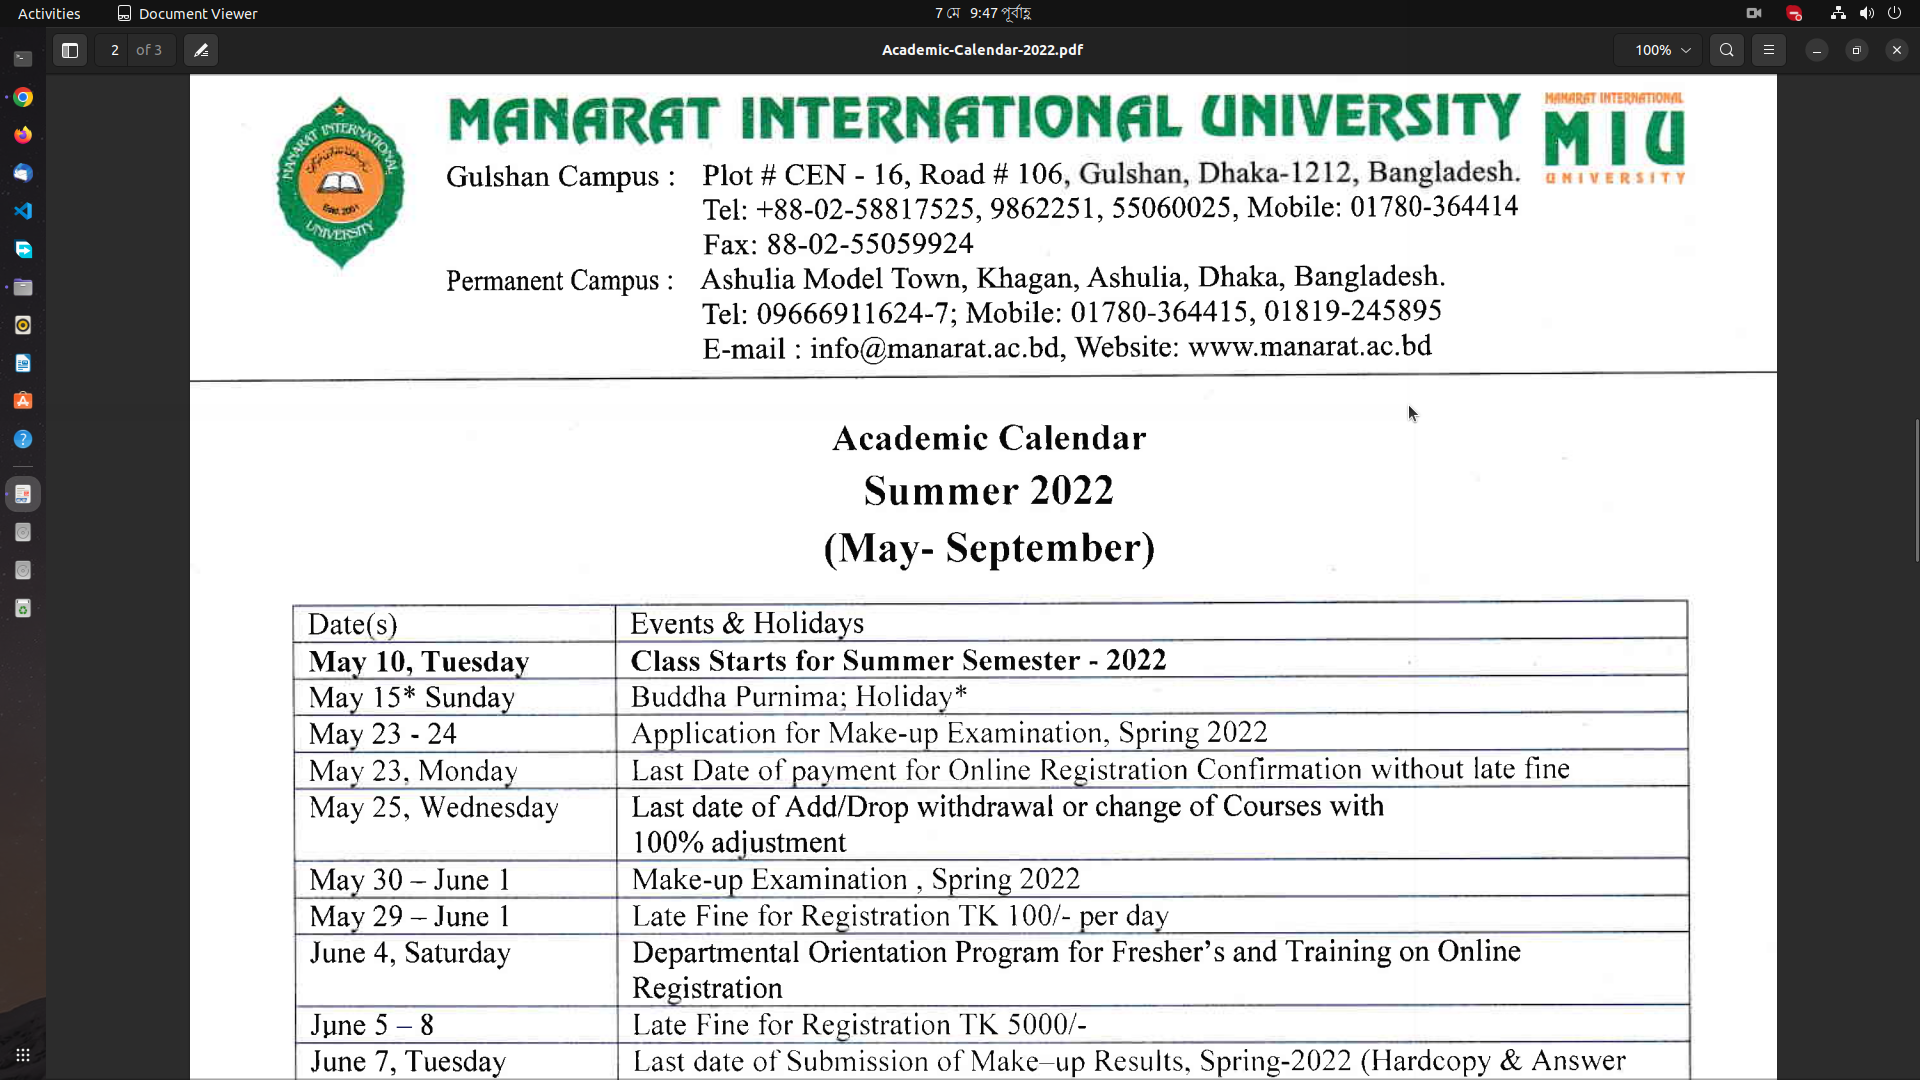 Activities
Document Viewer
7 মে 9:47 পূর্বাহ্ণ
2 of 3
Academic-Calendar-2022.pdf
100%
MANARAT INTERNATIONAL UNIVERSITY
MANARAT INTERNATIONAL
MIU
UNIVERSITY
MANARAT INTERNATIONAL
Estd. 2001
UNIVERSITY
Gulshan Campus : Plot # CEN - 16, Road # 106, Gulshan, Dhaka-1212, Bangladesh.
Tel: +88-02-58817525, 9862251, 55060025, Mobile: 01780-364414
Fax: 88-02-55059924
Permanent Campus : Ashulia Model Town, Khagan, Ashulia, Dhaka, Bangladesh.
Tel: 09666911624-7; Mobile: 01780-364415, 01819-245895
E-mail : info@manarat.ac.bd, Website: www.manarat.ac.bd
Academic Calendar
Summer 2022
(May- September)
Date(s) Events & Holidays
May 10, Tuesday Class Starts for Summer Semester - 2022
May 15* Sunday Buddha Purnima; Holiday*
May 23 - 24 Application for Make-up Examination, Spring 2022
May 23, Monday Last Date of payment for Online Registration Confirmation without late fine
May 25, Wednesday Last date of Add/Drop withdrawal or change of Courses with
100% adjustment
May 30 – June 1 Make-up Examination , Spring 2022
May 29 – June 1 Late Fine for Registration TK 100/- per day
June 4, Saturday Departmental Orientation Program for Fresher’s and Training on Online
Registration
June 5 – 8 Late Fine for Registration TK 5000/-
June 7, Tuesday Last date of Submission of Make–up Results, Spring-2022 (Hardcopy & Answer